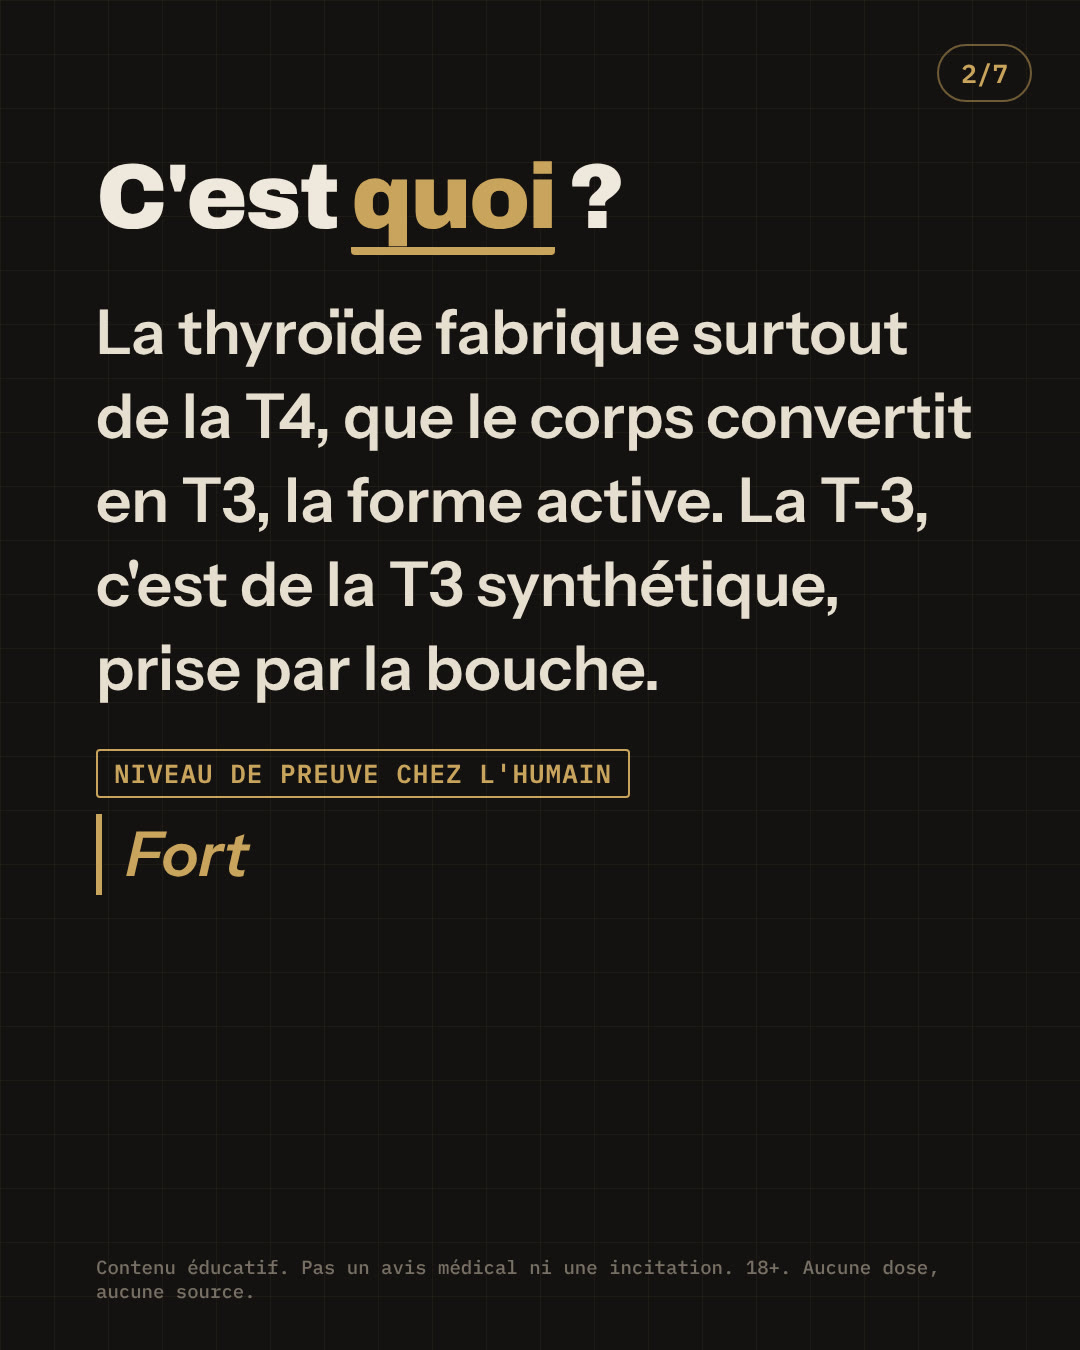 2/7
C'est quoi ?
La thyroïde fabrique surtout
de la T4, que le corps convertit
en T3, la forme active. La T-3,
c'est de la T3 synthétique,
prise par la bouche.
NIVEAU DE PREUVE CHEZ L'HUMAIN
Fort
Contenu éducatif. Pas un avis médical ni une incitation. 18+. Aucune dose,
aucune source.